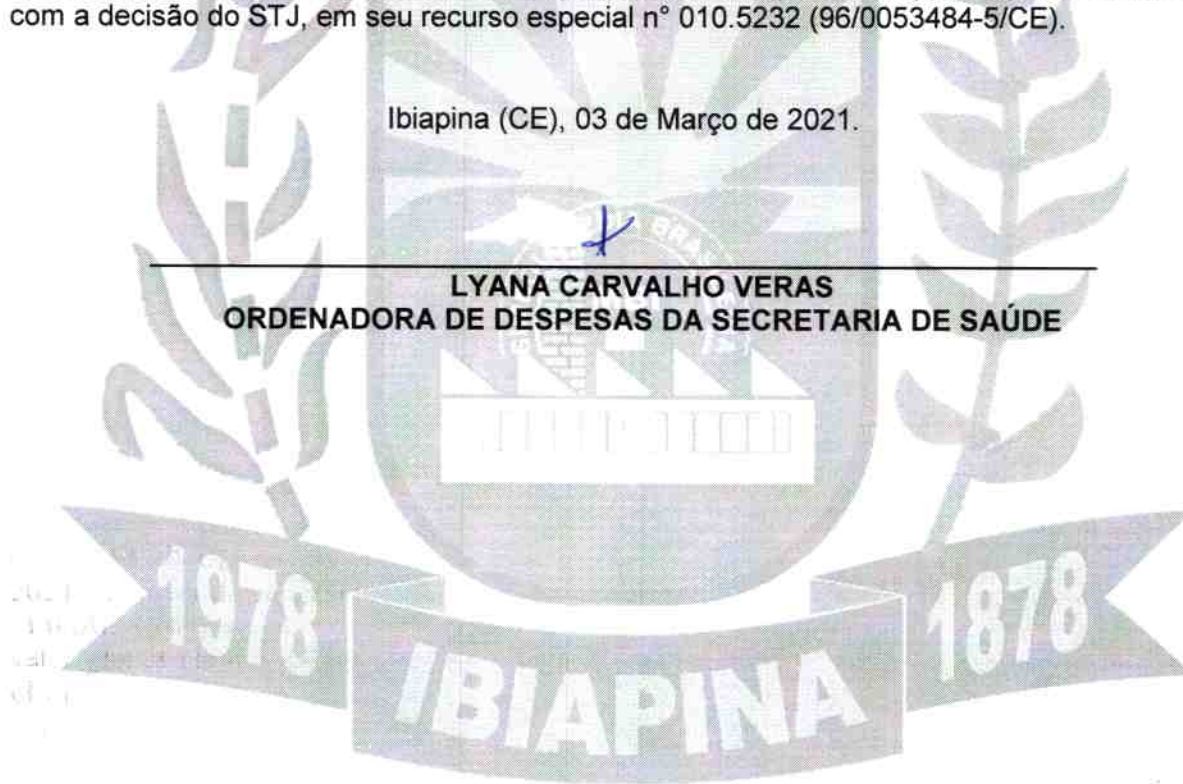 com a decisão do STJ, em seu recurso especial n° 010.5232 (96/0053484-5/CE).
Ibiapina (CE), 03 de Março de 2021.
BRA
LYANA CARVALHO VERAS
ORDENADORA DE DESPESAS DA SECRETARIA DE SAÚDE
1978
1878
IBIAPINA